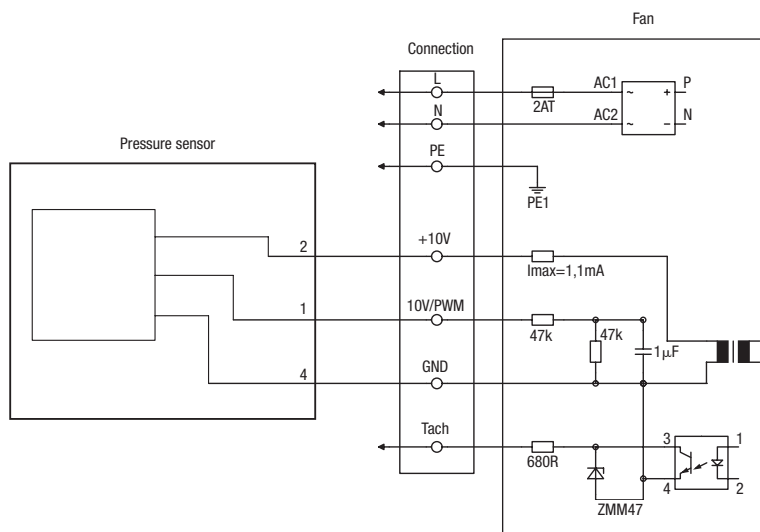 Fan
Connection
L
AC1
~
+
P
2AT
N
AC2
~
−
N
Pressure sensor
PE
PE1
2
+10V
Imax=1,1mA
1
10V/PWM
47k
47k
1µF
4
GND
Tach
680R
3
1
4
2
ZMM47